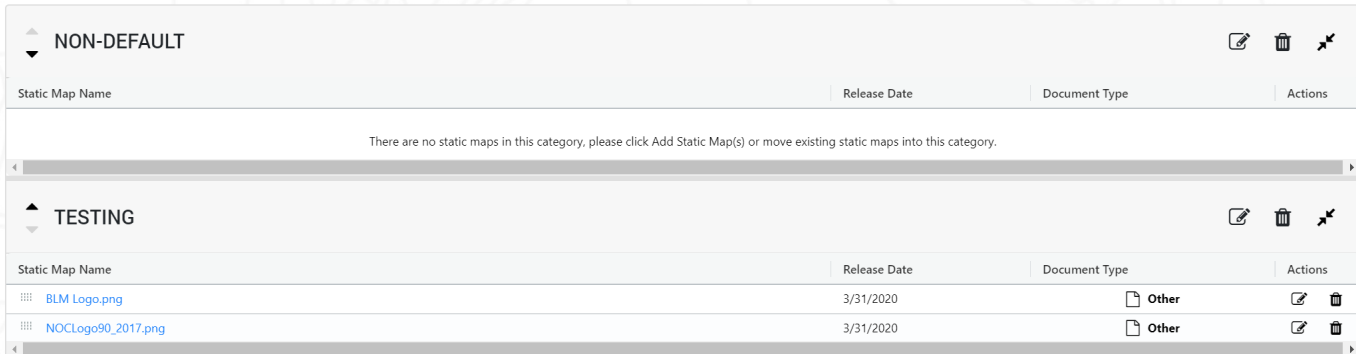 NON-DEFAULT
Static Map Name Release Date Document Type Actions
There are no static maps in this category, please click Add Static Map(s) or move existing static maps into this category.
TESTING
Static Map Name Release Date Document Type Actions
BLM Logo.png 3/31/2020 Other
NOCLogo90_2017.png 3/31/2020 Other